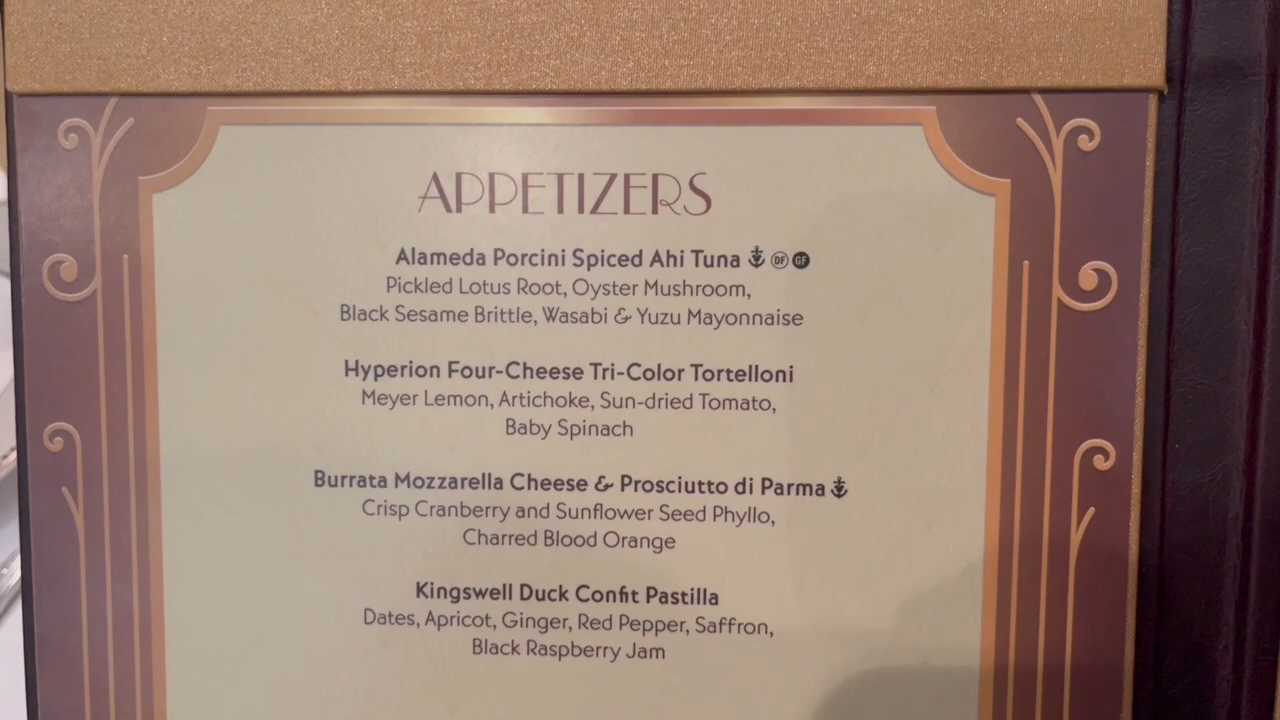 APPETIZERS
Alameda Porcini Spiced Ahi Tuna DF GF
Pickled Lotus Root, Oyster Mushroom,
Black Sesame Brittle, Wasabi & Yuzu Mayonnaise
Hyperion Four-Cheese Tri-Color Tortelloni
Meyer Lemon, Artichoke, Sun-dried Tomato,
Baby Spinach
Burrata Mozzarella Cheese & Prosciutto di Parma
Crisp Cranberry and Sunflower Seed Phyllo,
Charred Blood Orange
Kingswell Duck Confit Pastilla
Dates, Apricot, Ginger, Red Pepper, Saffron,
Black Raspberry Jam